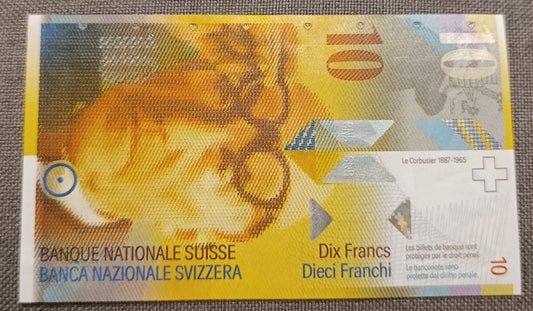 10
10
Le Corbusier 1887-1965
BANQUE NATIONALE SUISSE
BANCA NAZIONALE SVIZZERA
Dix Francs
Dieci Franchi
Les billets de banque sont
protégés par le droit pénal.
Le banconote sono
protette dal diritto penale.
10